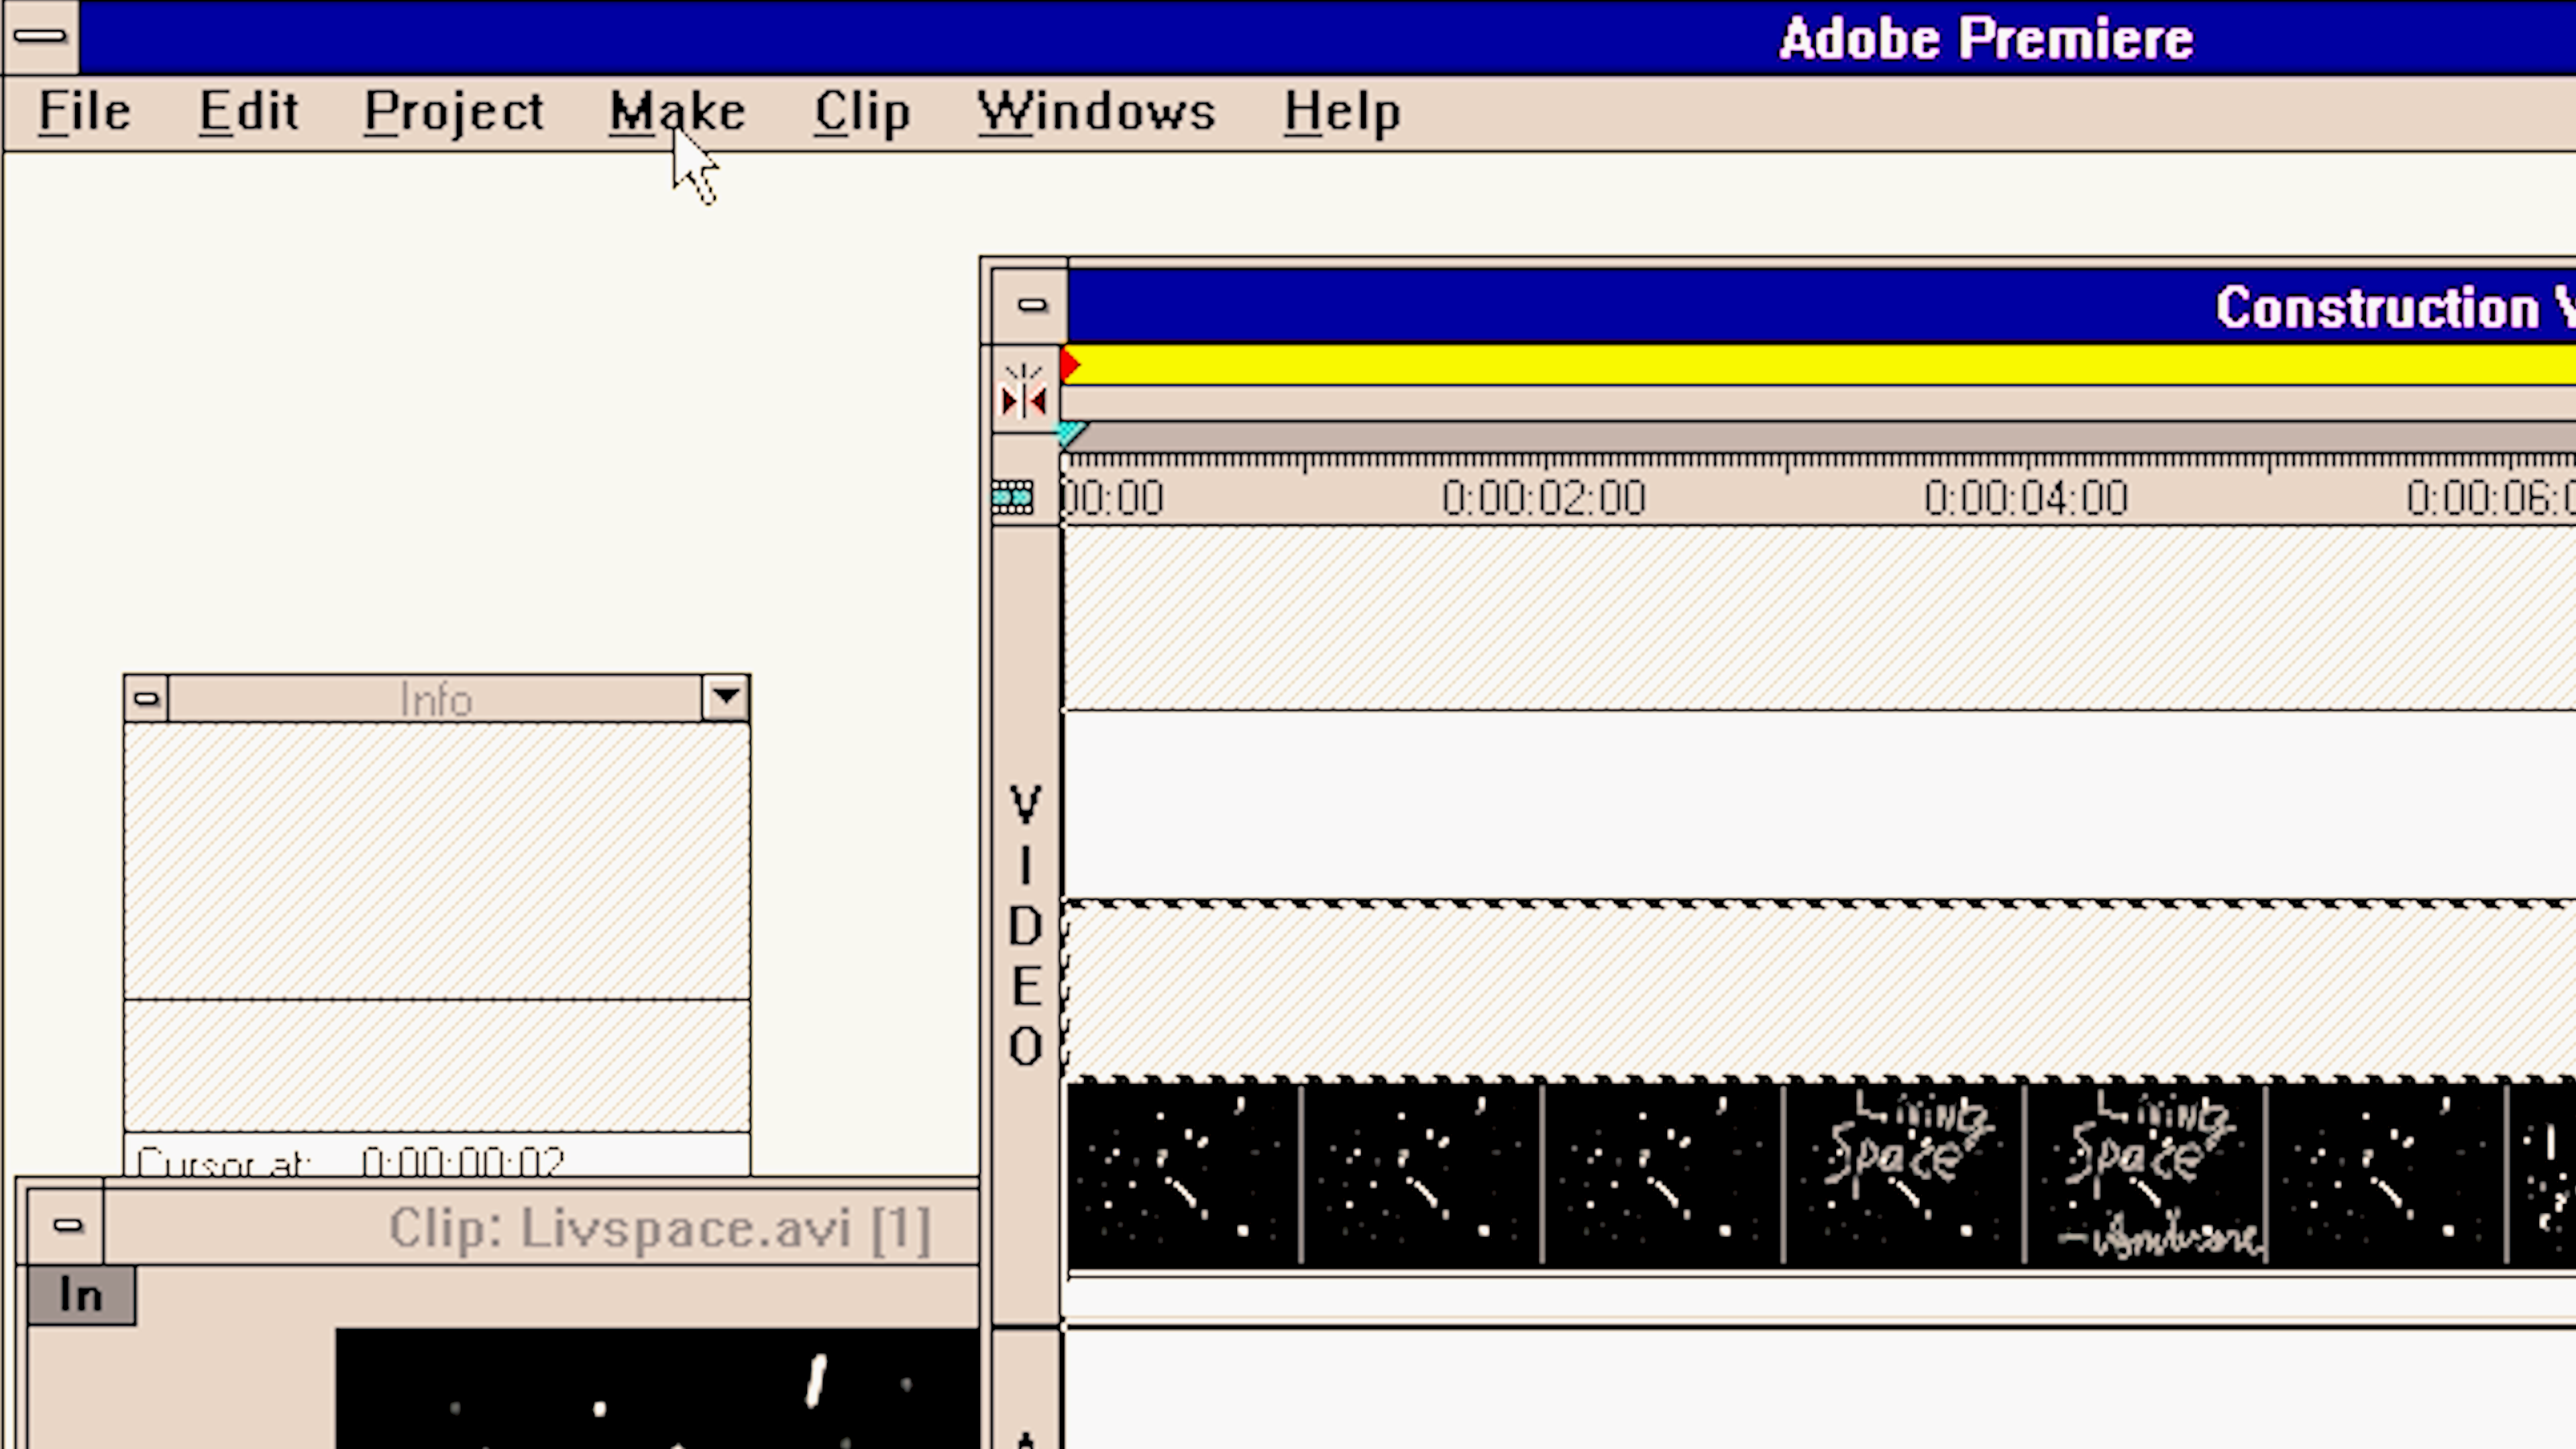 Adobe Premiere
File Edit Project Make Clip Windows Help
Construction
00:00 0:00:02:00 0:00:04:00 0:00:06:0
Info
VIDEO
Cursor at: 0:00:00:02
Living
Space
Living
Space
Clip: Livspace.avi [1]
In